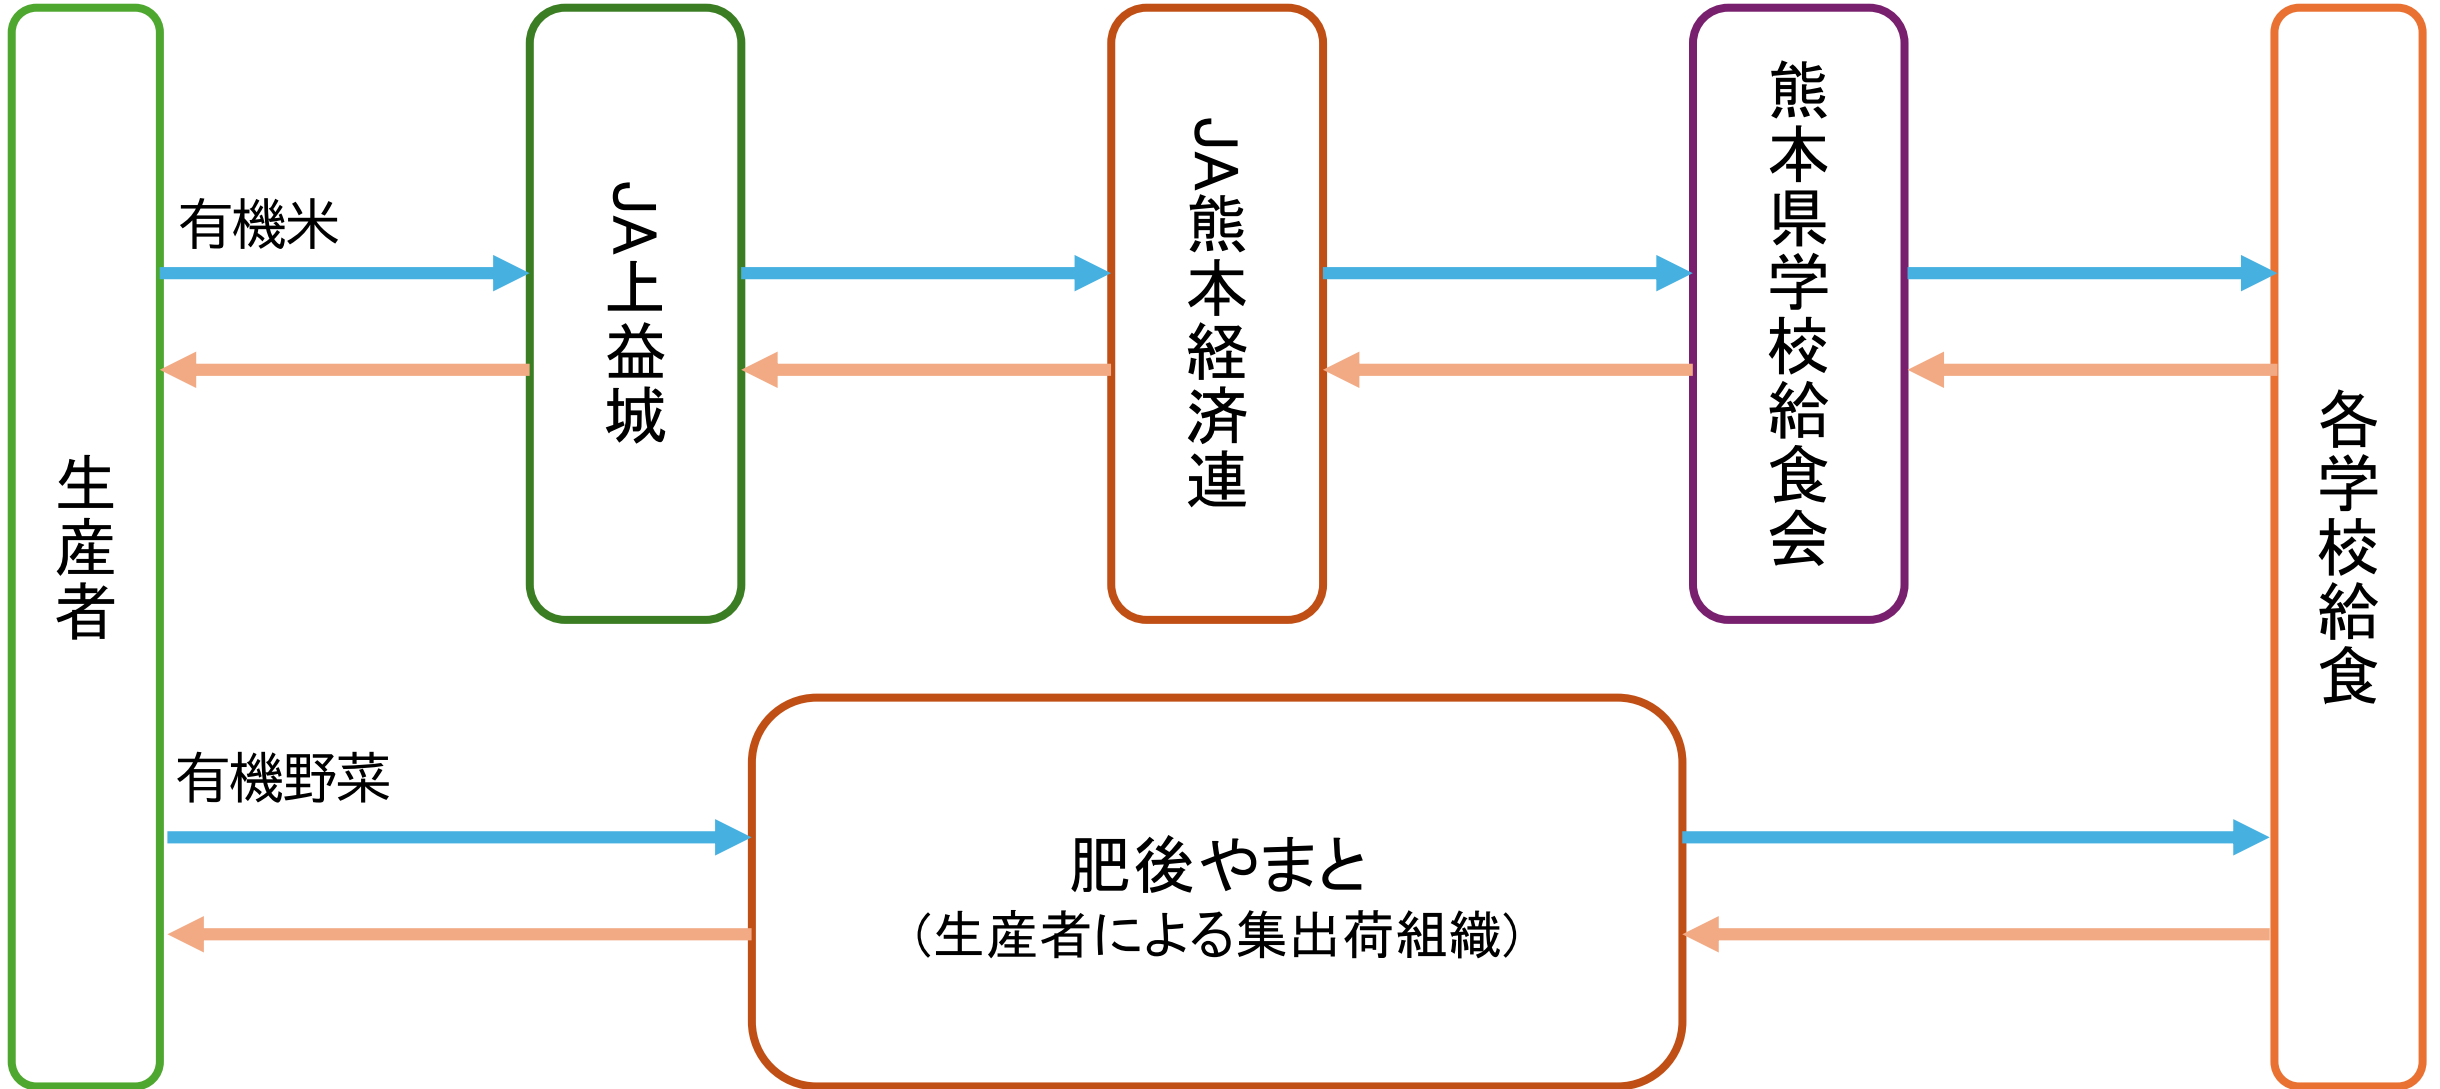 生産者
有機米
JA上益城
JA熊本経済連
熊本県学校給食会
各学校給食
有機野菜
肥後やまと
（生産者による集出荷組織）